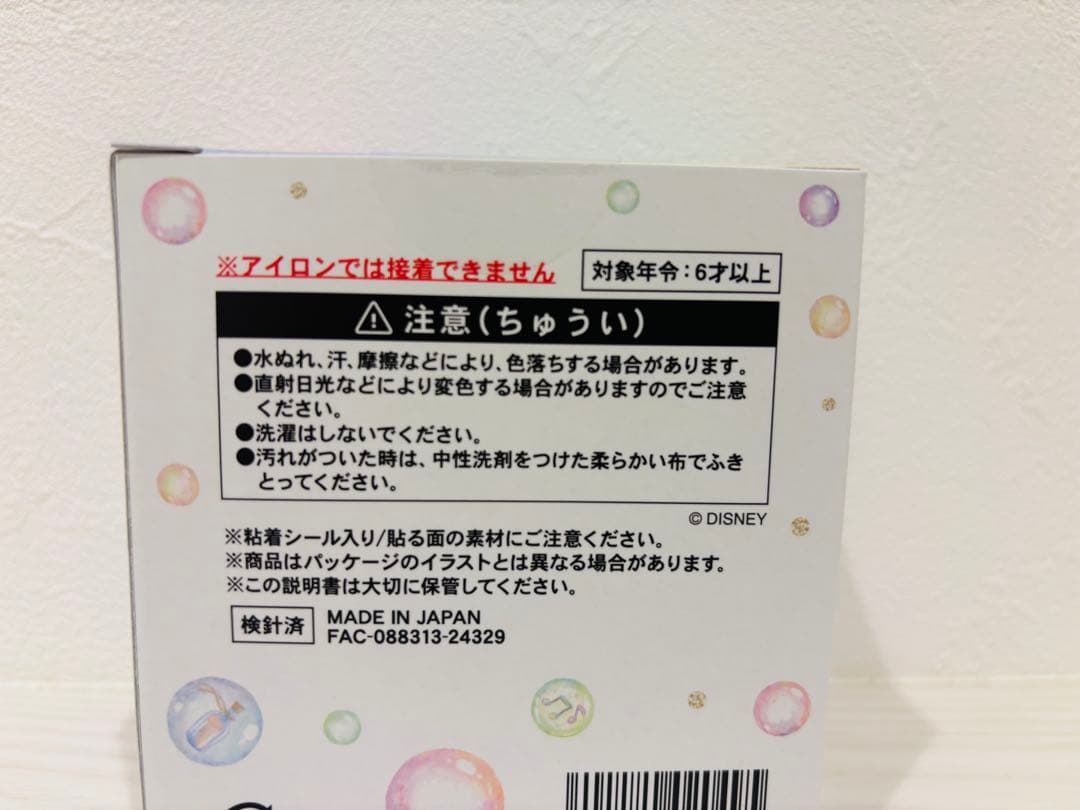 ※アイロンでは接着できません
対象年令：6才以上
注意(ちゅうい)
●水ぬれ、汗、摩擦などにより、色落ちする場合があります。
●直射日光などにより変色する場合がありますのでご注意
ください。
●洗濯はしないでください。
●汚れがついた時は、中性洗剤をつけた柔らかい布でふき
とってください。
© DISNEY
※粘着シール入り/貼る面の素材にご注意ください。
※商品はパッケージのイラストとは異なる場合があります。
※この説明書は大切に保管してください。
検針済
MADE IN JAPAN
FAC-088313-24329